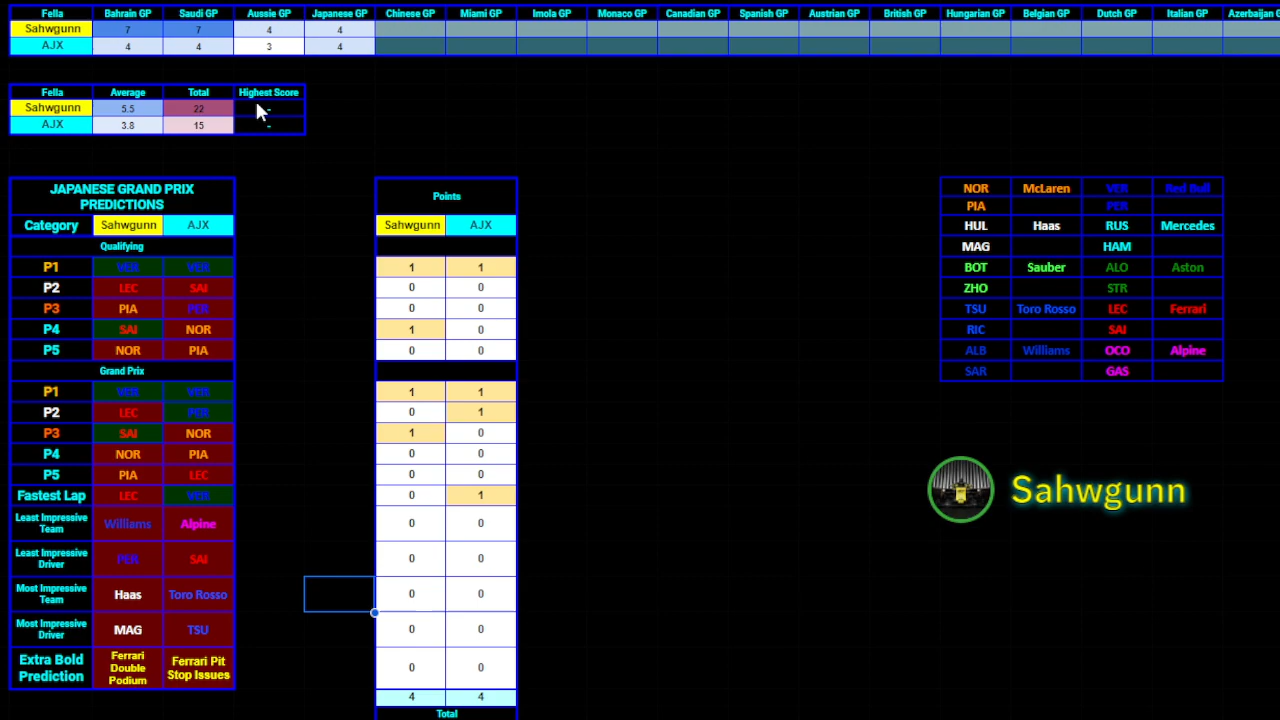 Fella Bahrain GP Saudi GP Aussie GP Japanese GP Chinese GP Miami GP Imola GP Monaco GP Canadian GP Spanish GP Austrian GP British GP Hungarian GP Belgian GP Dutch GP Italian GP Azerbaijan G
Sahwgunn 7 7 4 4
AJX 4 4 3 4
Fella Average Total Highest Score
Sahwgunn 5.5 22 -
AJX 3.8 15 -
JAPANESE GRAND PRIX
PREDICTIONS
Category Sahwgunn AJX
Qualifying
P1 VER VER
P2 LEC SAI
P3 PIA PER
P4 SAI NOR
P5 NOR PIA
Grand Prix
P1 VER VER
P2 LEC PER
P3 SAI NOR
P4 NOR PIA
P5 PIA LEC
Fastest Lap LEC VER
Least Impressive
Team
Williams Alpine
Least Impressive
Driver
PER SAI
Most Impressive
Team
Haas Toro Rosso
Most Impressive
Driver
MAG TSU
Extra Bold
Prediction
Ferrari
Double
Podium
Ferrari Pit
Stop Issues
Points
Sahwgunn AJX
1 1
0 0
0 0
1 0
0 0
1 1
0 1
1 0
0 0
0 0
0 1
0 0
0 0
0 0
0 0
0 0
4 4
Total
NOR McLaren VER Red Bull
PIA PER
HUL Haas RUS Mercedes
MAG HAM
BOT Sauber ALO Aston
ZHO STR
TSU Toro Rosso LEC Ferrari
RIC SAI
ALB Williams OCO Alpine
SAR GAS
Sahwgunn